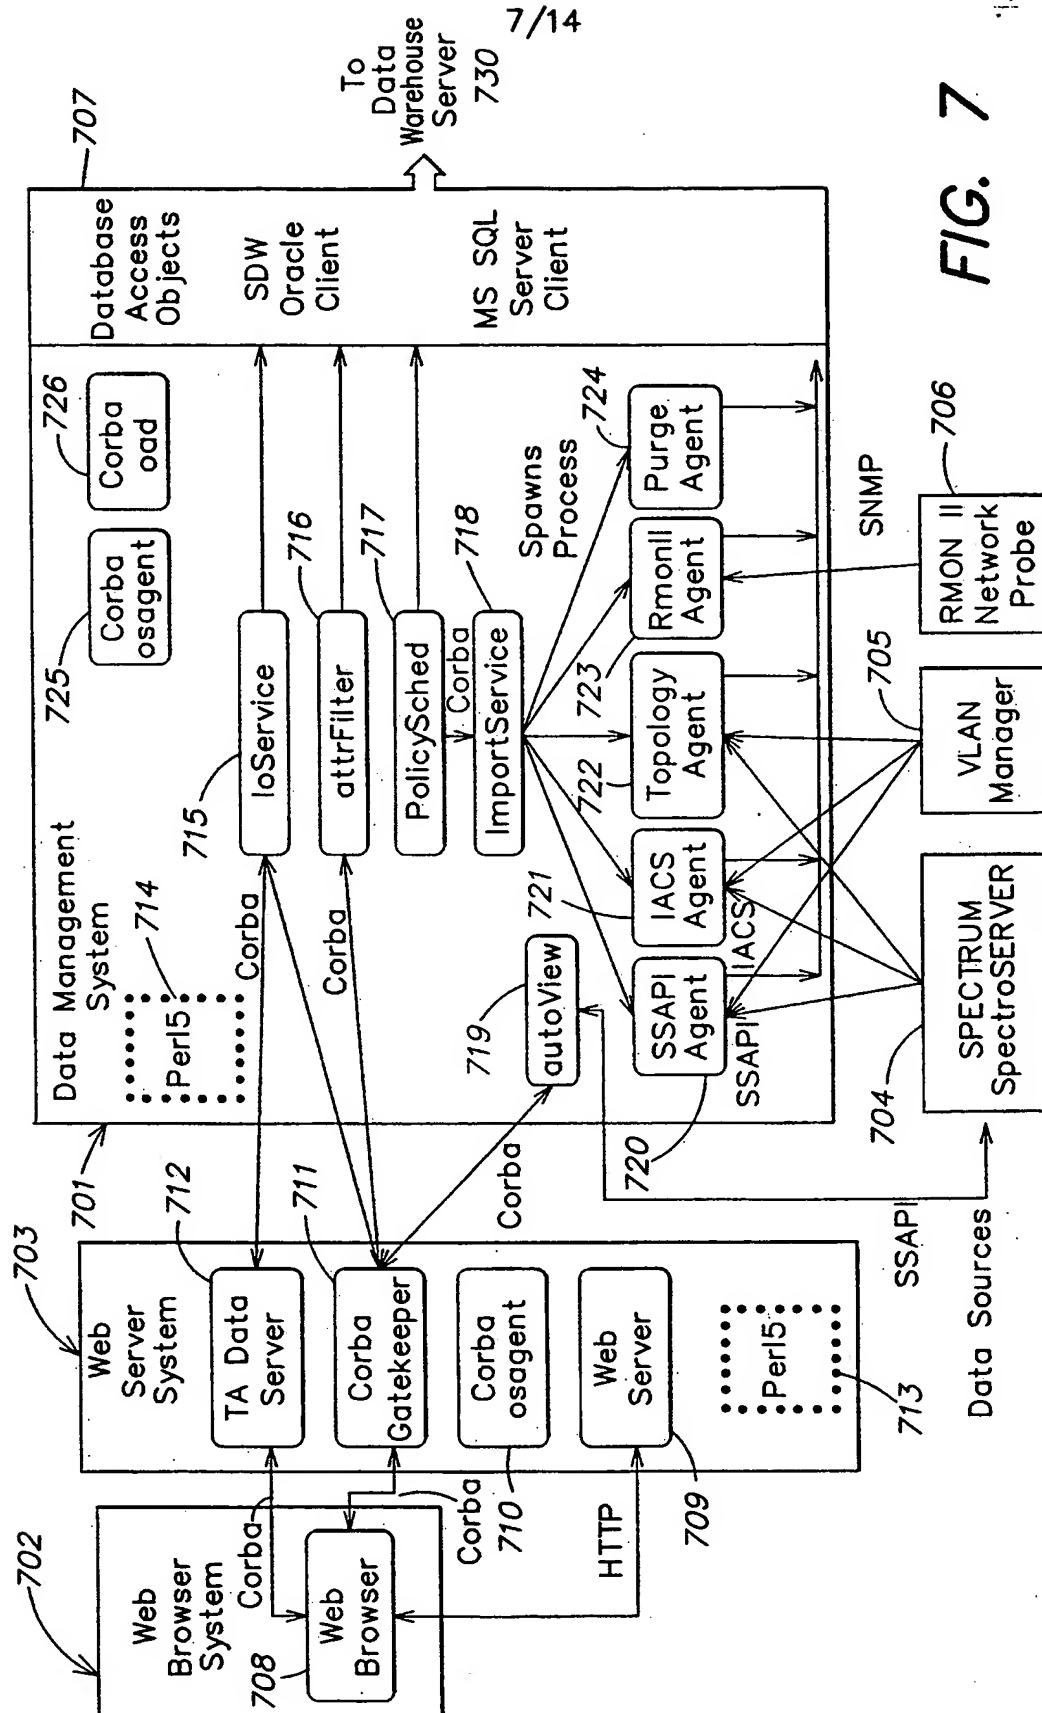 7/14
702
Web
Browser
System
708
Web
Browser
Corba
Corba
HTTP
703
Web
Server
System
712
TA Data
Server
711
Corba
Gatekeeper
710
Corba
osagent
709
Web
Server
713
Perl5
701
Data Management
System
714
Perl5
Corba
Corba
Corba
715
IoService
716
attrFilter
717
PolicySched
Corba
718
ImportService
719
autoView
725
Corba
osagent
726
Corba
oad
Spawns
Process
720
SSAPI
Agent
721
IACS
Agent
722
Topology
Agent
723
RmonII
Agent
724
Purge
Agent
SSAPI
IACS
SNMP
707
Database
Access
Objects
SDW
Oracle
Client
MS SQL
Server
Client
To
Data
Warehouse
Server
730
SSAPI
Data Sources
704
SPECTRUM
SpectroSERVER
705
VLAN
Manager
706
RMON II
Network
Probe
FIG. 7